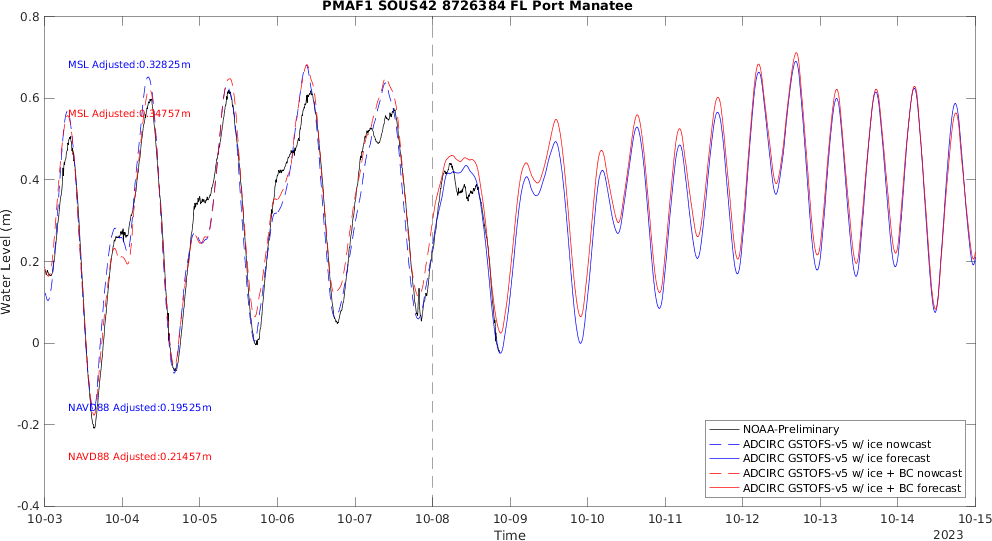 PMAF1 SOUS42 8726384 FL Port Manatee
0.8
MSL Adjusted:0.32825m
0.6
MSL Adjusted:0.34757m
0.4
Water Level (m)
0.2
0
-0.2
NAVD88 Adjusted:0.19525m
NAVD88 Adjusted:0.21457m
-0.4
NOAA-Preliminary
ADCIRC GSTOFS-v5 w/ ice nowcast
ADCIRC GSTOFS-v5 w/ ice forecast
ADCIRC GSTOFS-v5 w/ ice + BC nowcast
ADCIRC GSTOFS-v5 w/ ice + BC forecast
10-03 10-04 10-05 10-06 10-07 10-08 10-09 10-10 10-11 10-12 10-13 10-14 10-15
Time
2023